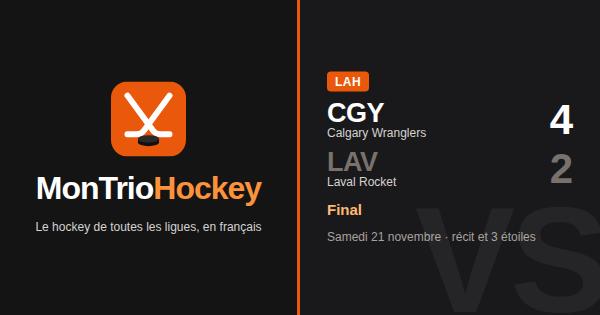 MonTrioHockey
Le hockey de toutes les ligues, en français
LAH
CGY 4
Calgary Wranglers
LAV 2
Laval Rocket
Final
Samedi 21 novembre · récit et 3 étoiles
VS